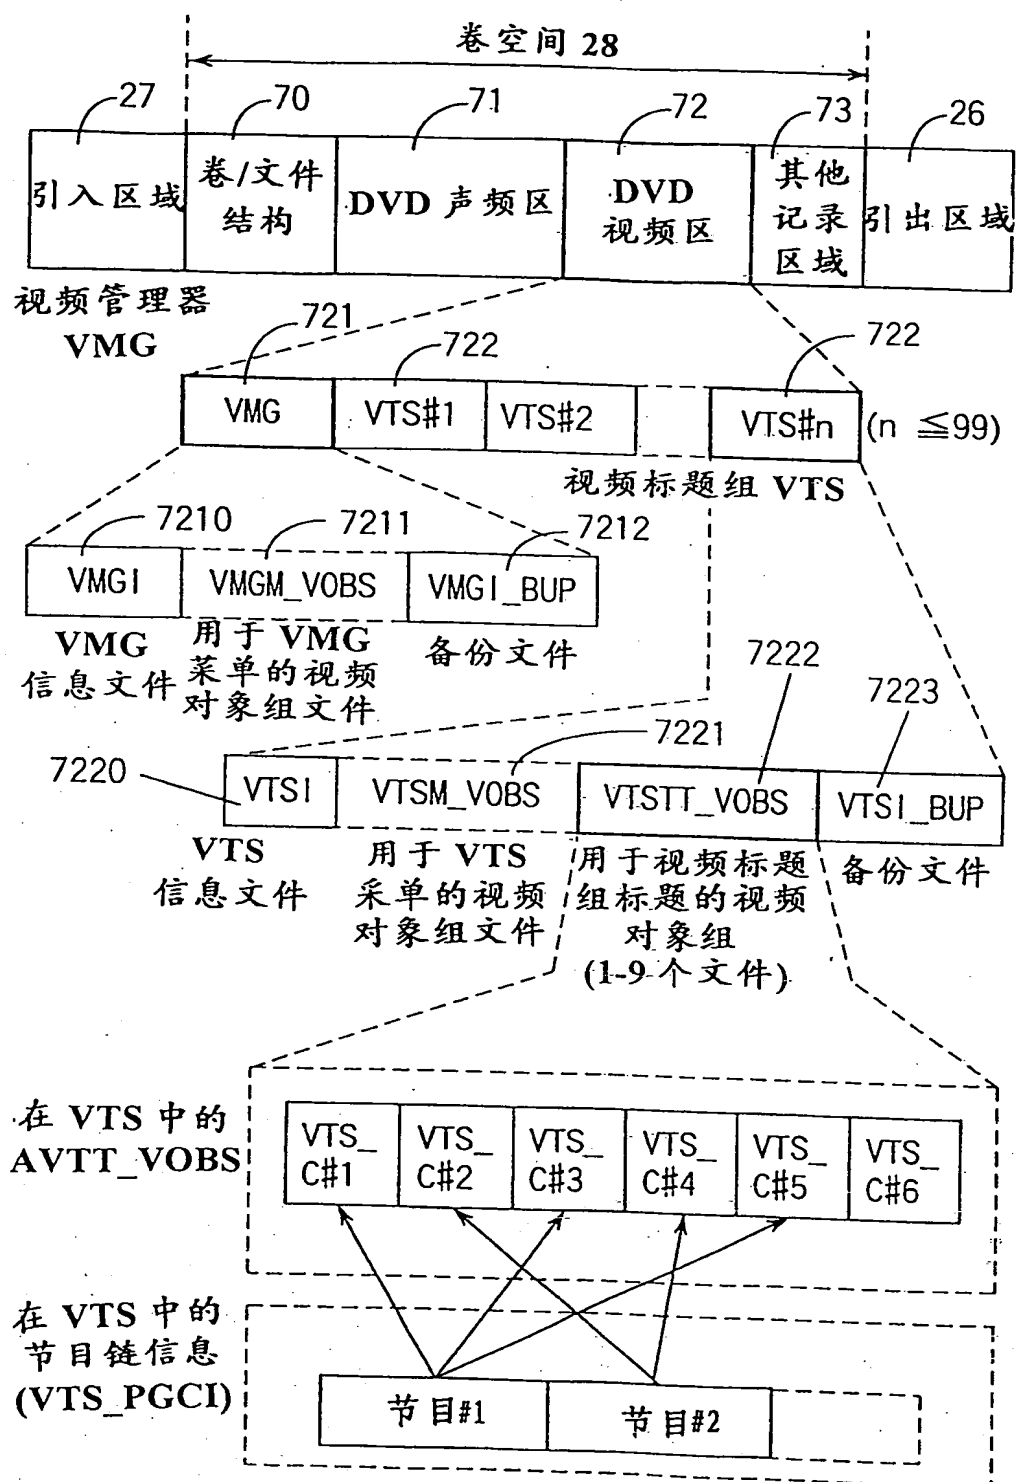 卷空间 28
27
70
71
72
73
26
引入区域
卷/文件
结构
DVD 声频区
DVD
视频区
其他
记录
区域
引出区域
视频管理器
VMG
721
722
722
VMG
VTS#1
VTS#2
VTS#n
(n ≦99)
视频标题组 VTS
7210
7211
7212
VMGI
VMGM_VOBS
VMGI_BUP
VMG
信息文件
用于 VMG
菜单的视频
对象组文件
备份文件
7220
7221
7222
7223
VTSI
VTSM_VOBS
VTSTT_VOBS
VTSI_BUP
VTS
信息文件
用于 VTS
采单的视频
对象组文件
用于视频标题
组标题的视频
对象组
(1-9 个文件)
备份文件
在 VTS 中的
AVTT_VOBS
VTS_
C#1
VTS_
C#2
VTS_
C#3
VTS_
C#4
VTS_
C#5
VTS_
C#6
在 VTS 中的
节目链信息
(VTS_PGCI)
节目#1
节目#2